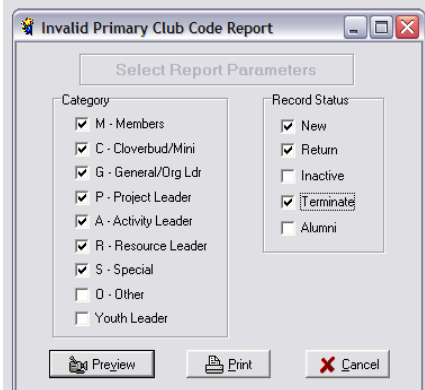 Invalid Primary Club Code Report
Select Report Parameters
Category
M - Members
C - Cloverbud/Mini
G - General/Org Ldr
P - Project Leader
A - Activity Leader
R - Resource Leader
S - Special
O - Other
Youth Leader
Record Status
New
Return
Inactive
Terminate
Alumni
Preview
Print
Cancel